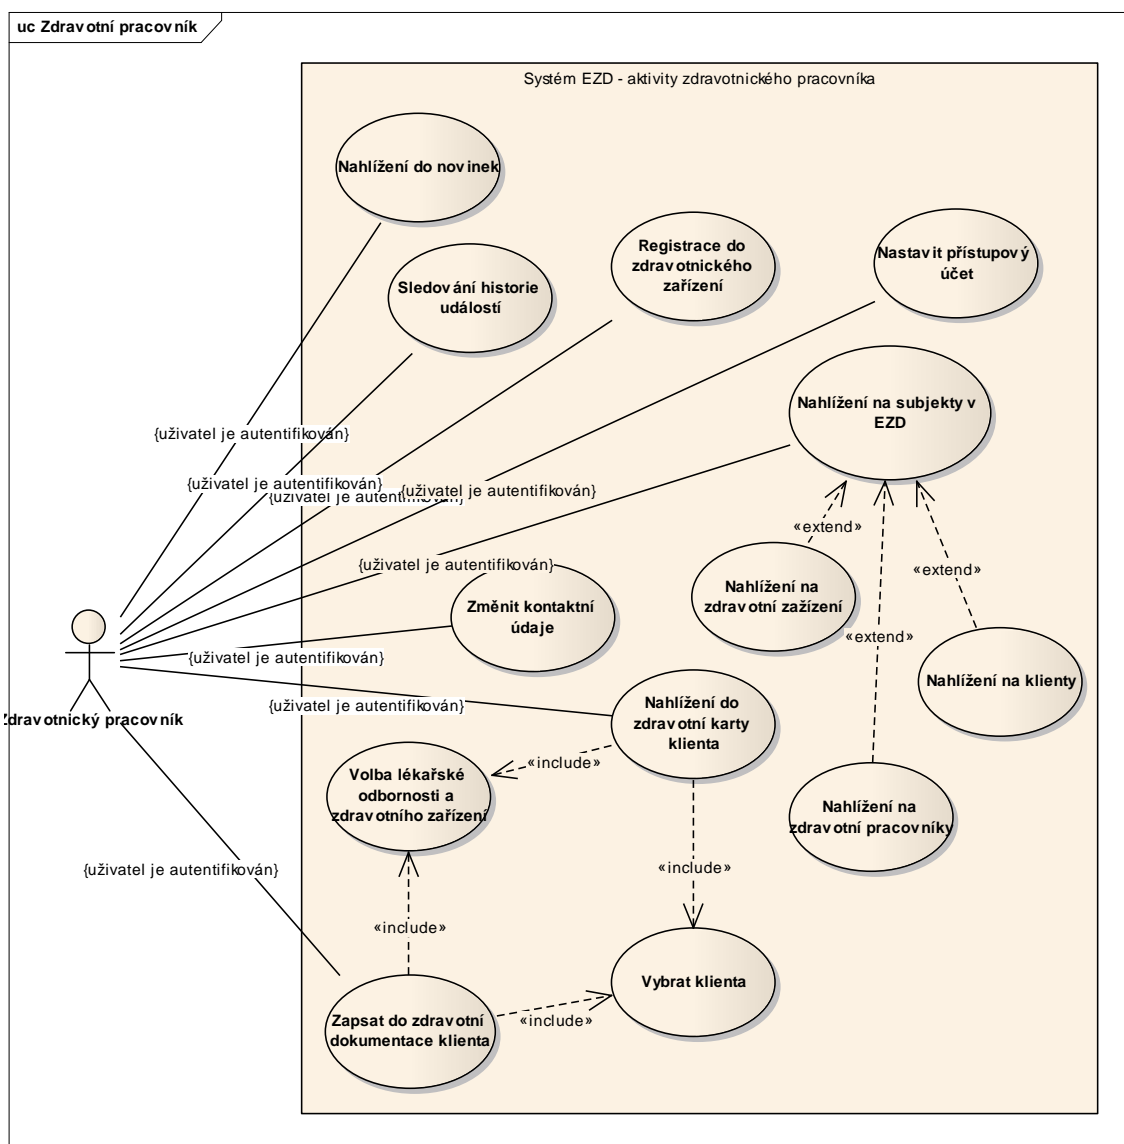 uc Zdravotní pracovník
Systém EZD - aktivity zdravotnického pracovníka
Nahlížení do novinek
Registrace do
zdravotnického
zařízení
Nastavit přístupový
účet
Sledování historie
událostí
Nahlížení na subjekty v
EZD
{uživatel je autentifikován}
{uživatel je autentifikován}
{uživatel je autentifikován}
{uživatel je autentifikován}
«extend»
{uživatel je autentifikován}
«extend»
Nahlížení na
zdravotní zažízení
Změnit kontaktní
údaje
«extend»
{uživatel je autentifikován}
Nahlížení na klienty
{uživatel je autentifikován}
Zdravotnický pracovník
Nahlížení do
zdravotní karty
klienta
«include»
Volba lékařské
odbornosti a
zdravotního zařízení
Nahlížení na
zdravotní pracovníky
{uživatel je autentifikován}
«include»
«include»
Vybrat klienta
Zapsat do zdravotní
dokumentace klienta
«include»